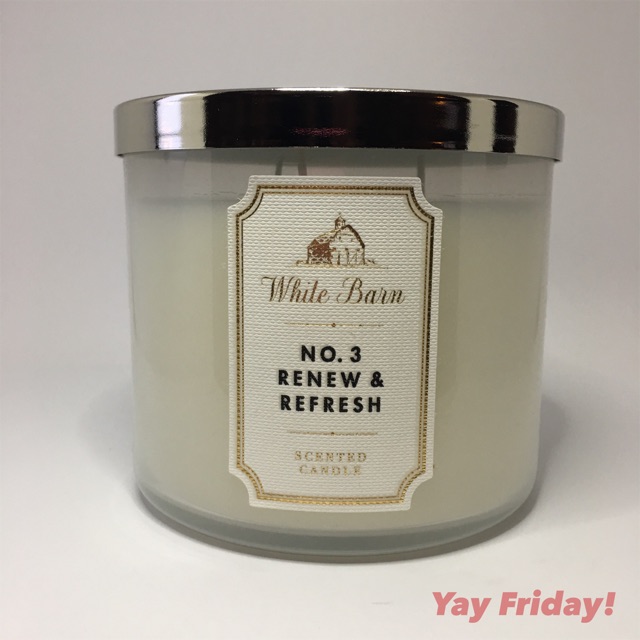 White Barn
NO. 3
RENEW &
REFRESH
SCENTED
CANDLE
Yay Friday!